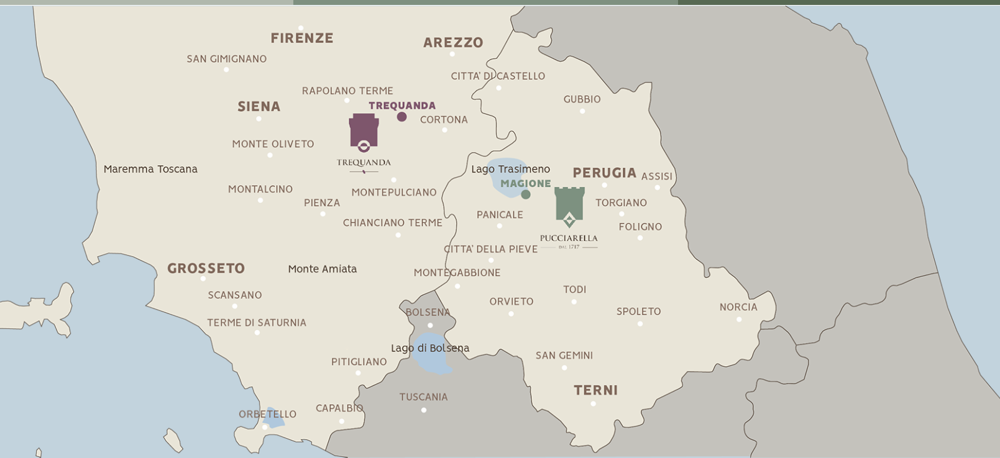 FIRENZE
AREZZO
SAN GIMIGNANO
CITTA' DI CASTELLO
RAPOLANO TERME
GUBBIO
SIENA
TREQUANDA
CORTONA
MONTE OLIVETO
TREQUANDA
Maremma Toscana
Lago Trasimeno
PERUGIA
ASSISI
MAGIONE
MONTALCINO
MONTEPULCIANO
PIENZA
TORGIANO
PANICALE
CHIANCIANO TERME
FOLIGNO
PUCCIARELLA
DAL 1717
CITTA' DELLA PIEVE
GROSSETO
Monte Amiata
MONTEGABBIONE
TODI
SCANSANO
ORVIETO
NORCIA
BOLSENA
SPOLETO
TERME DI SATURNIA
Lago di Bolsena
SAN GEMINI
PITIGLIANO
TERNI
TUSCANIA
CAPALBIO
ORBETELLO